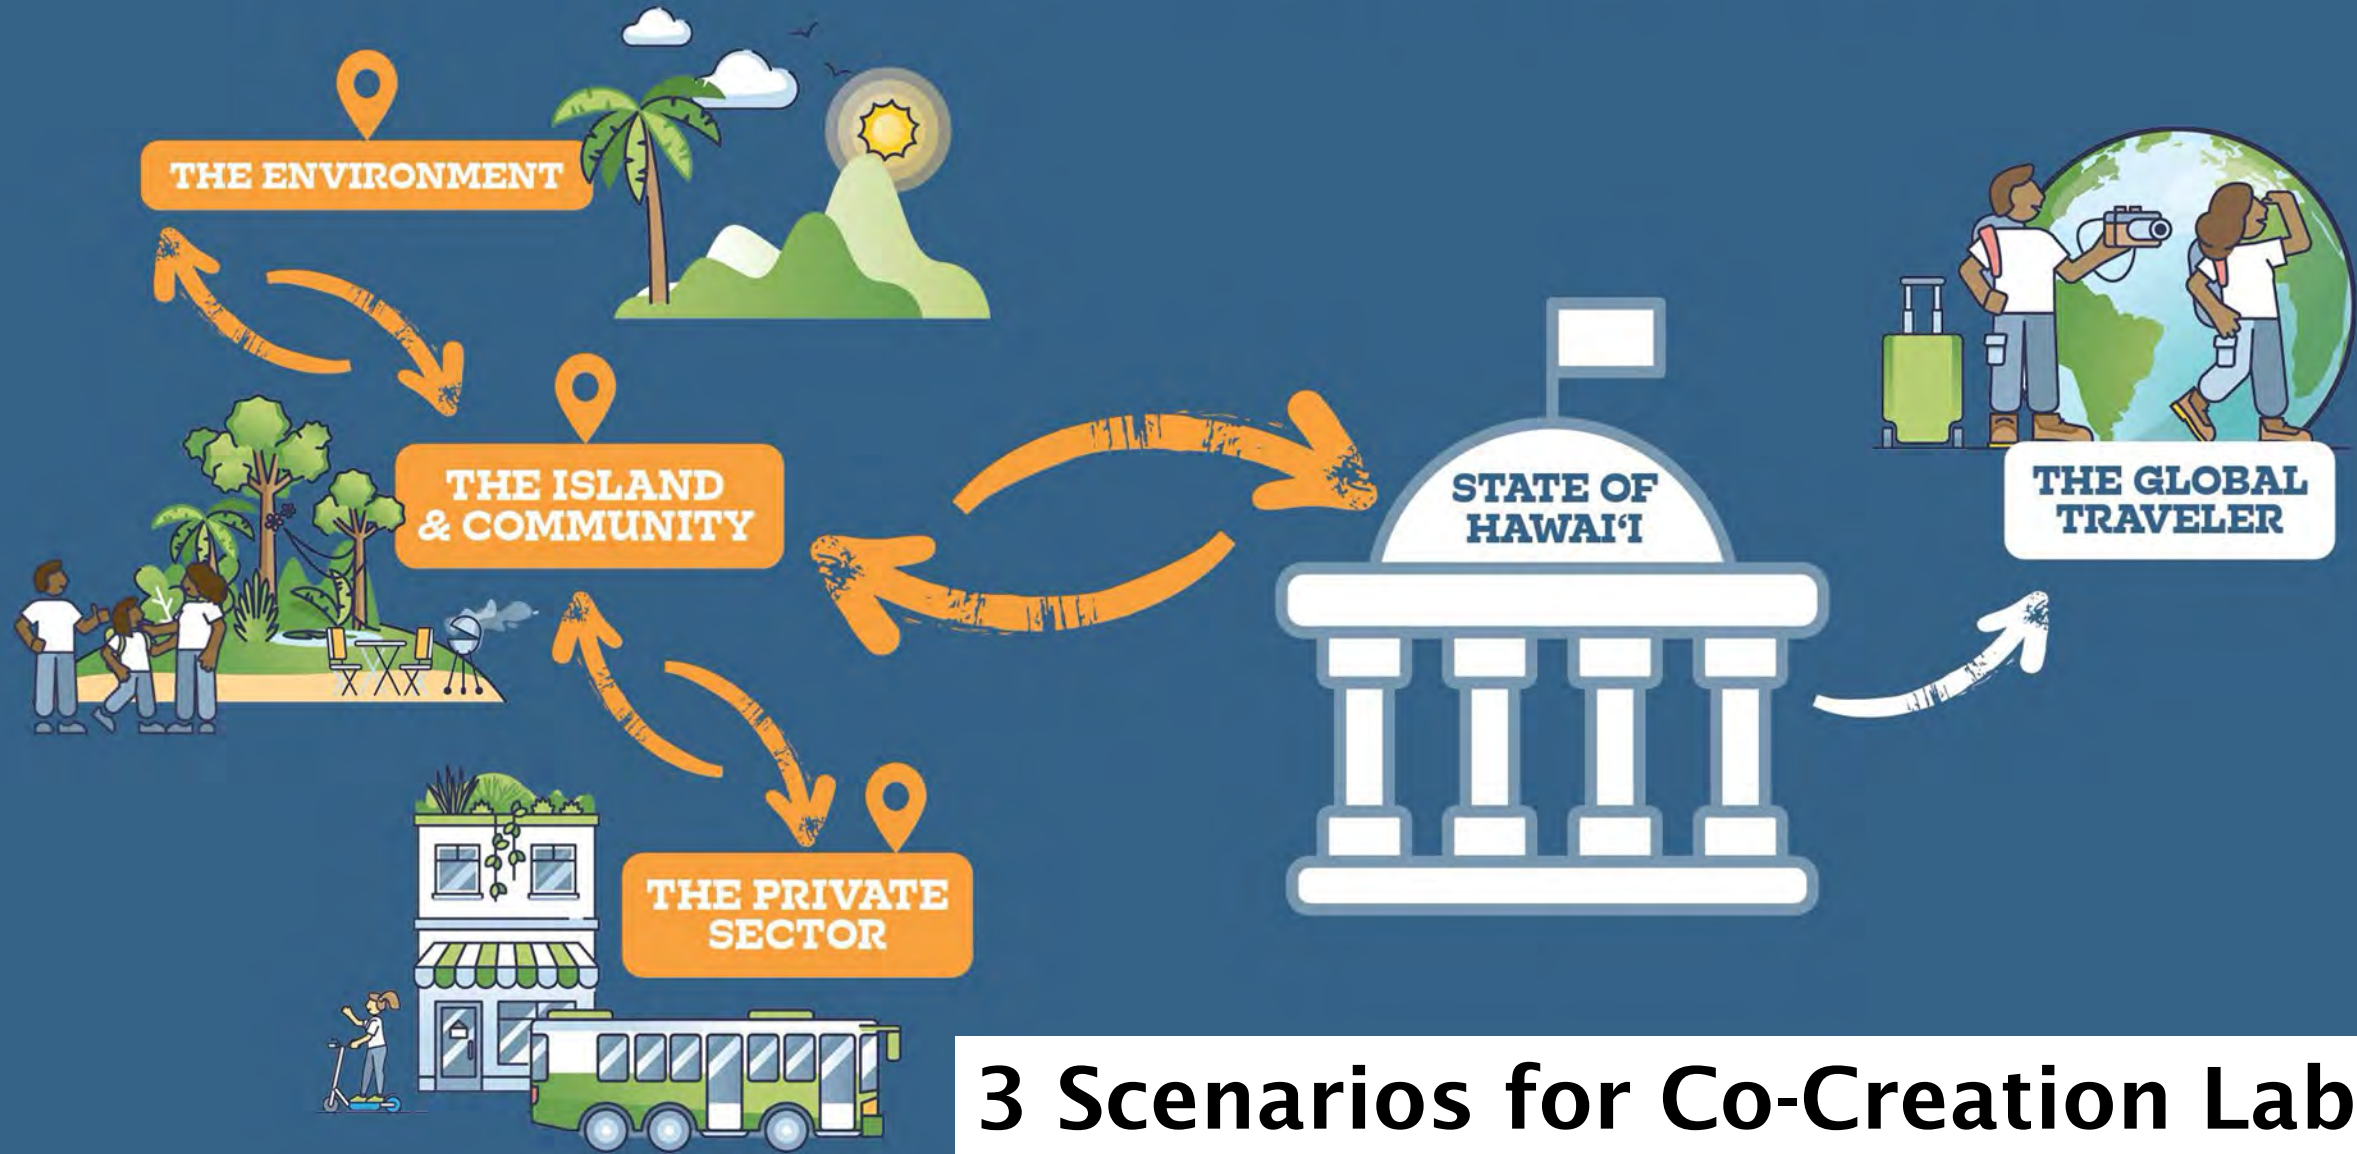 THE ENVIRONMENT
THE ISLAND
& COMMUNITY
THE PRIVATE
SECTOR
STATE OF
HAWAI‘I
THE GLOBAL
TRAVELER
3 Scenarios for Co-Creation Lab